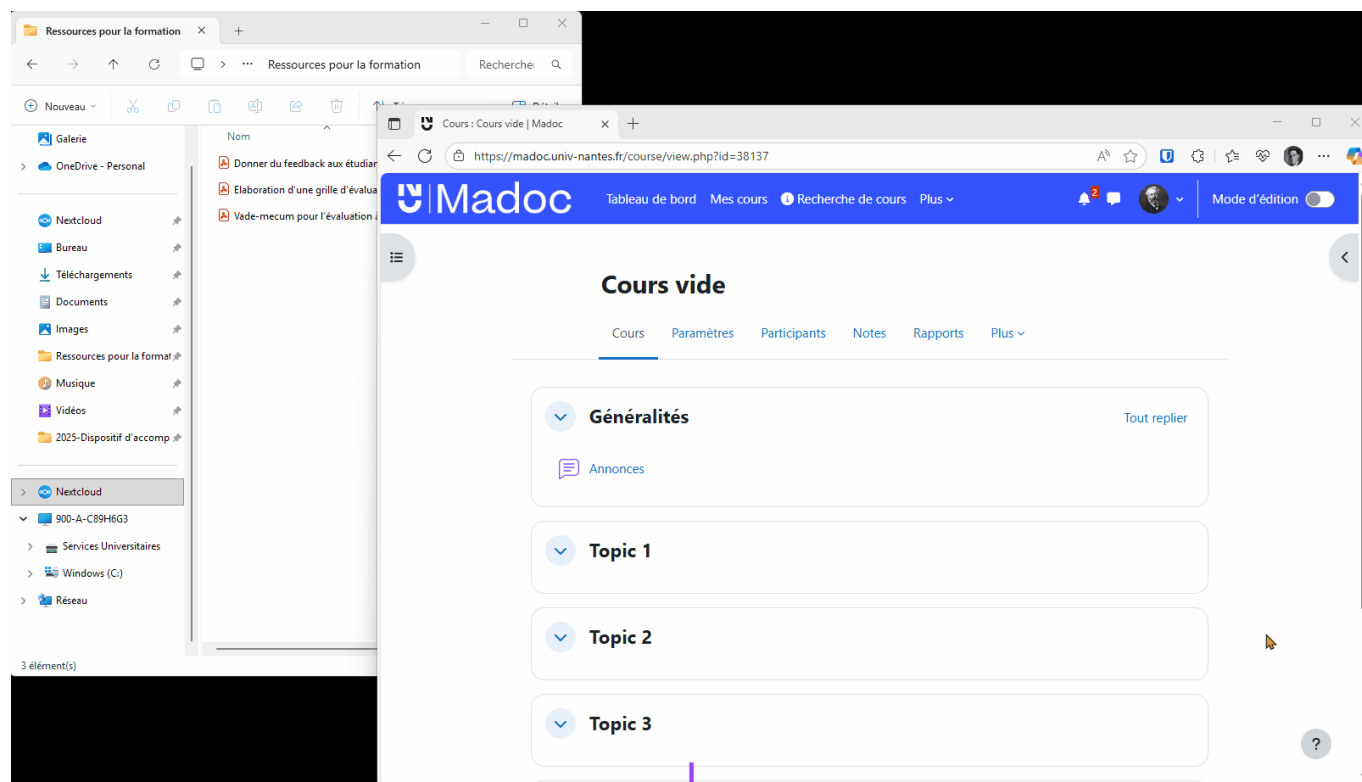 Ressources pour la formation
Ressources pour la formation
Nouveau
Galerie
OneDrive - Personal
Nextcloud
Bureau
Téléchargements
Documents
Images
Ressources pour la format
Musique
Vidéos
2025-Dispositif d'accomp
Nextcloud
900-A-C89H6G3
Services Universitaires
Windows (C:)
Réseau
3 élément(s)
Nom
Donner du feedback aux étudiar
Elaboration d'une grille d'évalua
Vade-mecum pour l'évaluation
Cours : Cours vide | Madoc
https://madoc.univ-nantes.fr/course/view.php?id=38137
Madoc
Tableau de bord Mes cours Recherche de cours Plus
2
Mode d'édition
Cours vide
Cours Paramètres Participants Notes Rapports Plus
Généralités
Tout replier
Annonces
Topic 1
Topic 2
Topic 3
?